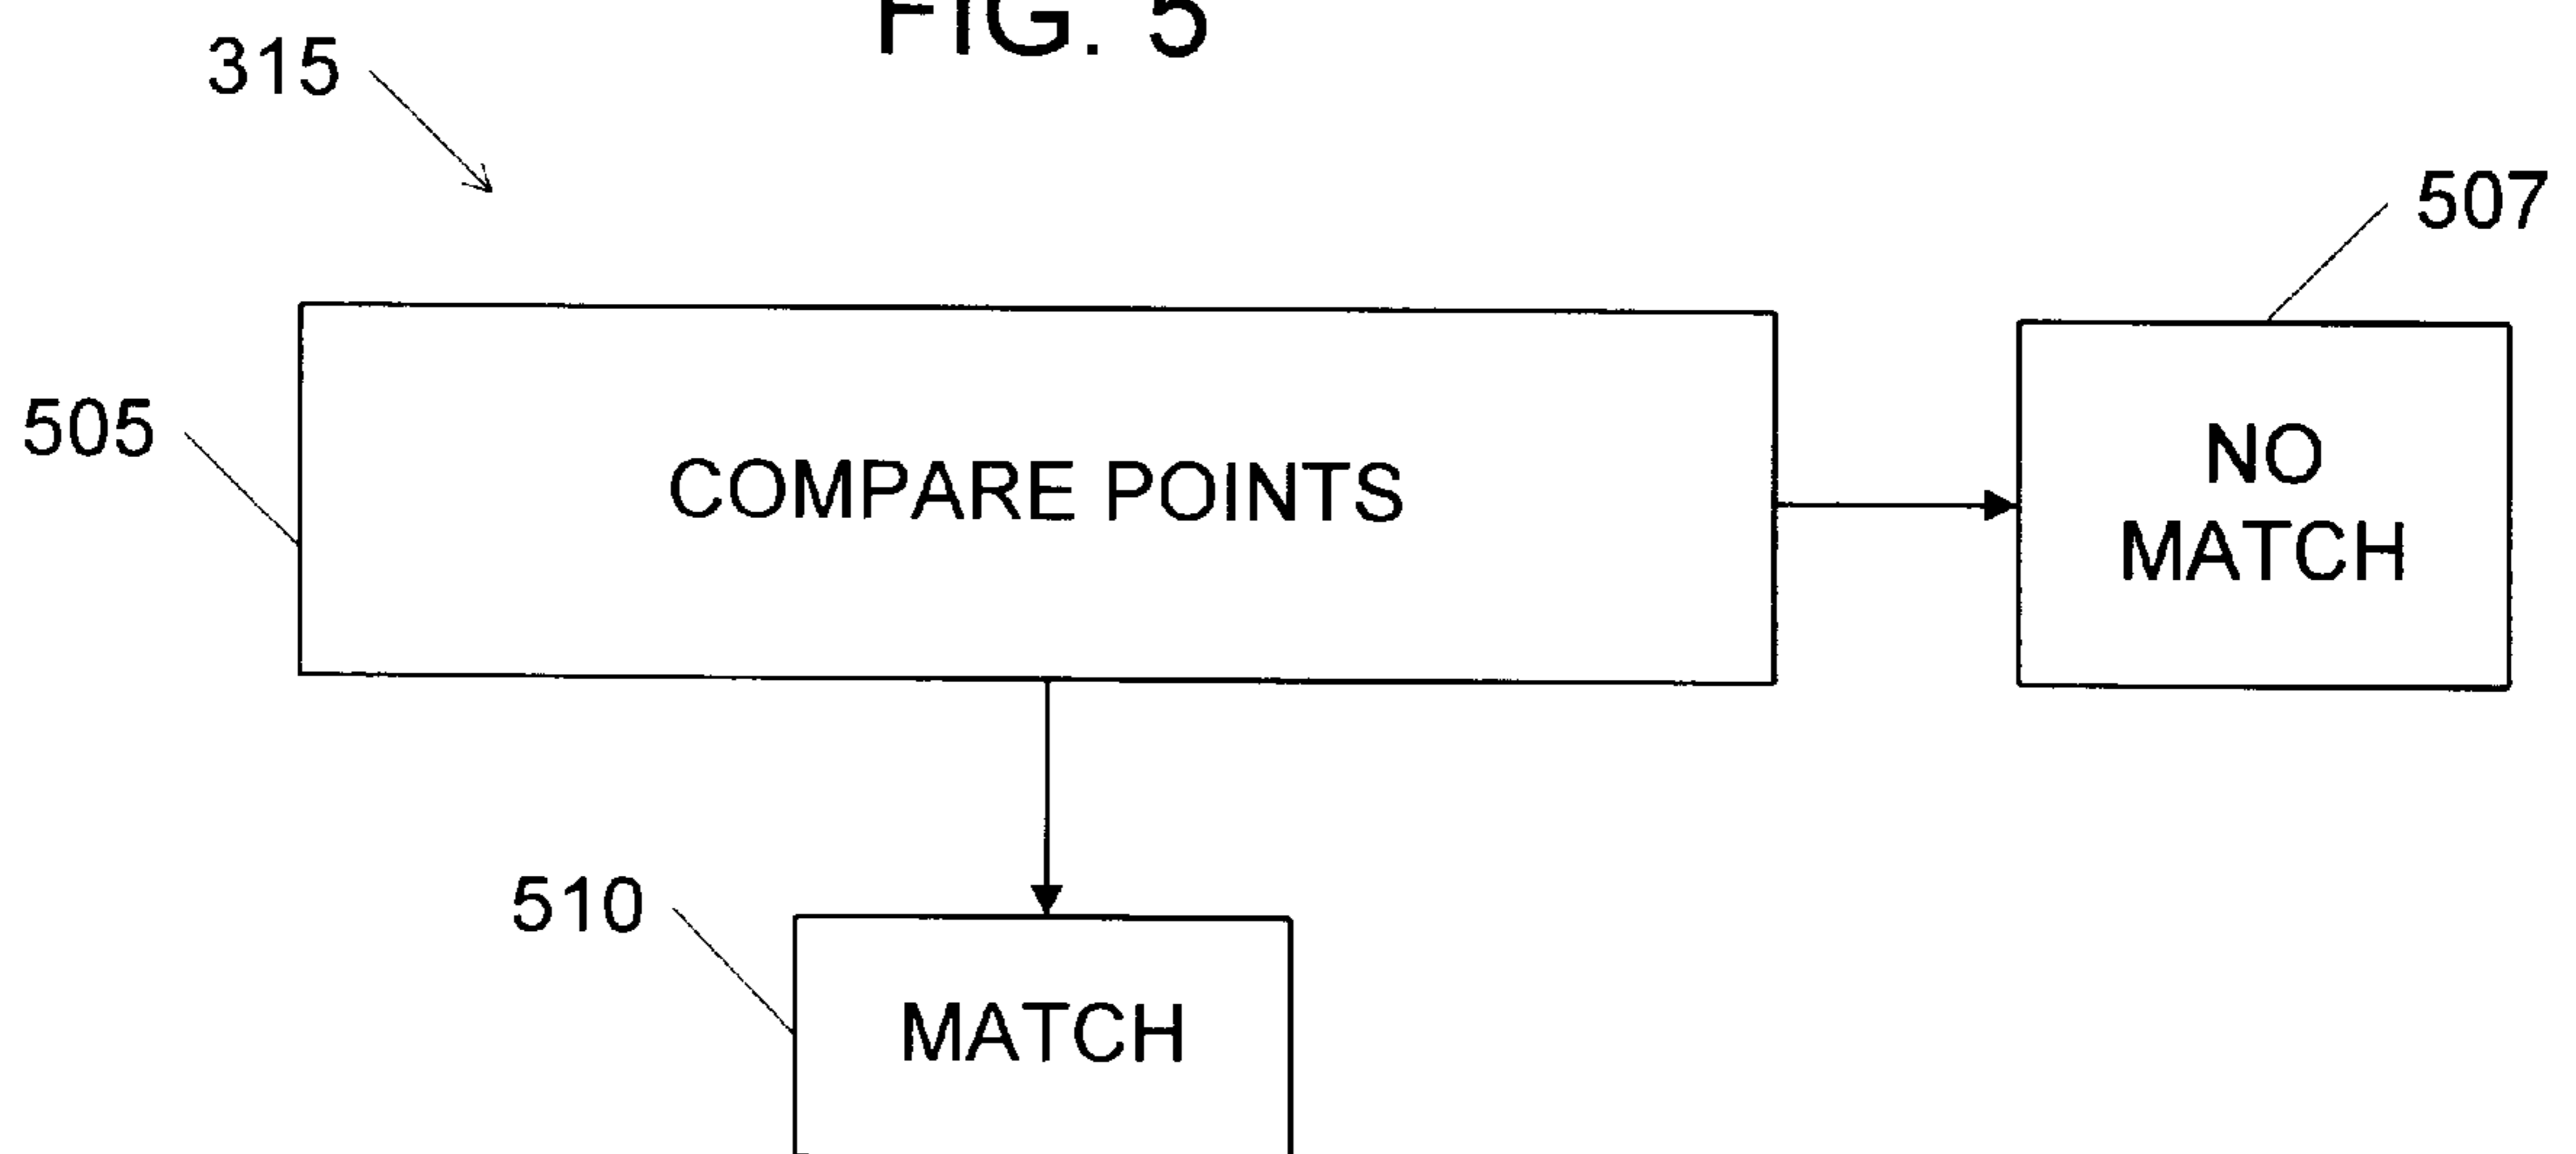 FIG. 5
315
507
505
COMPARE POINTS
NO
MATCH
510
MATCH